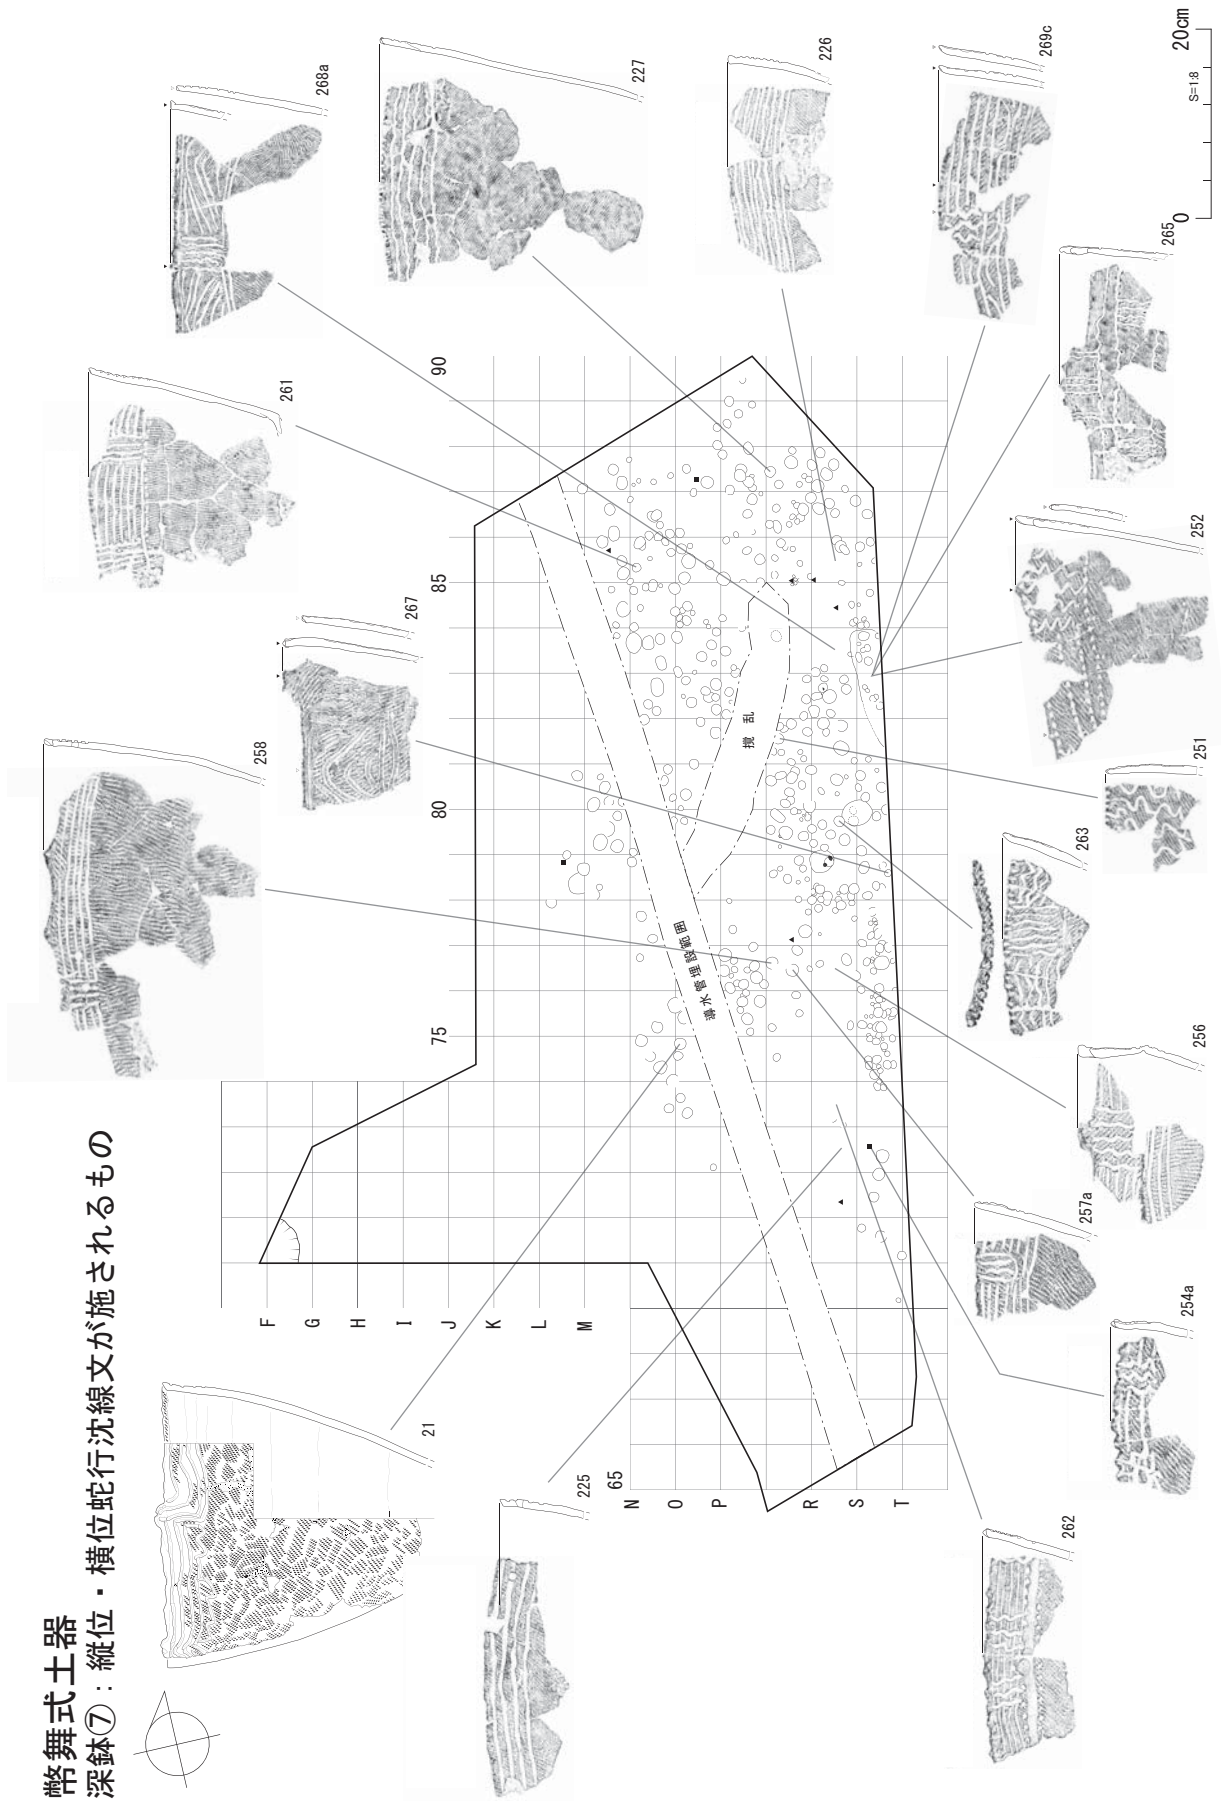 幣舞式土器
深鉢⑦：縦位・横位蛇行沈線文が施されるもの
21
258
267
261
268a
227
225
226
269c
265
252
251
263
256
257a
254a
262
F
G
H
I
J
K
L
M
N
O
P
R
S
T
65
75
80
85
90
導水管埋設範囲
撹乱
0
S=1:8
20cm